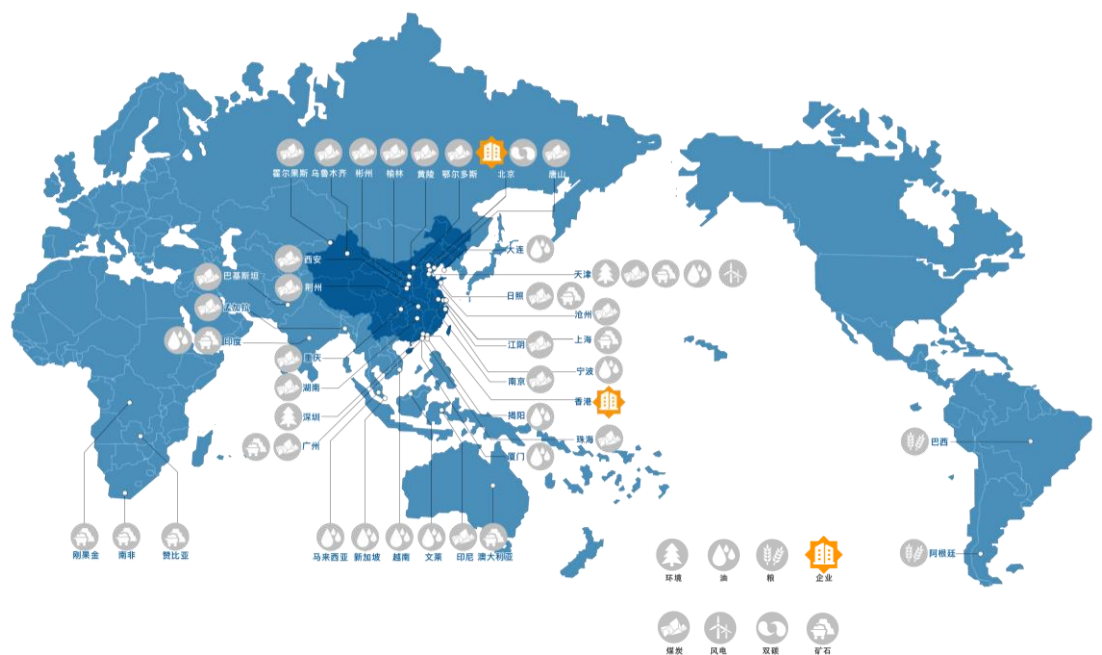 霍尔果斯 乌鲁木齐 彬州 榆林 黄陵 鄂尔多斯 北京 唐山
大连
西安
天津
巴基斯坦
荆州
日照
孟加拉
沧州
印度
上海
江阴
重庆
宁波
南京
湖南
香港
深圳
揭阳
珠海
广州
巴西
厦门
刚果金 南非 赞比亚
马来西亚 新加坡 越南 文莱 印尼 澳大利亚
阿根廷
环境 油 粮 企业
煤炭 风电 双碳 矿石